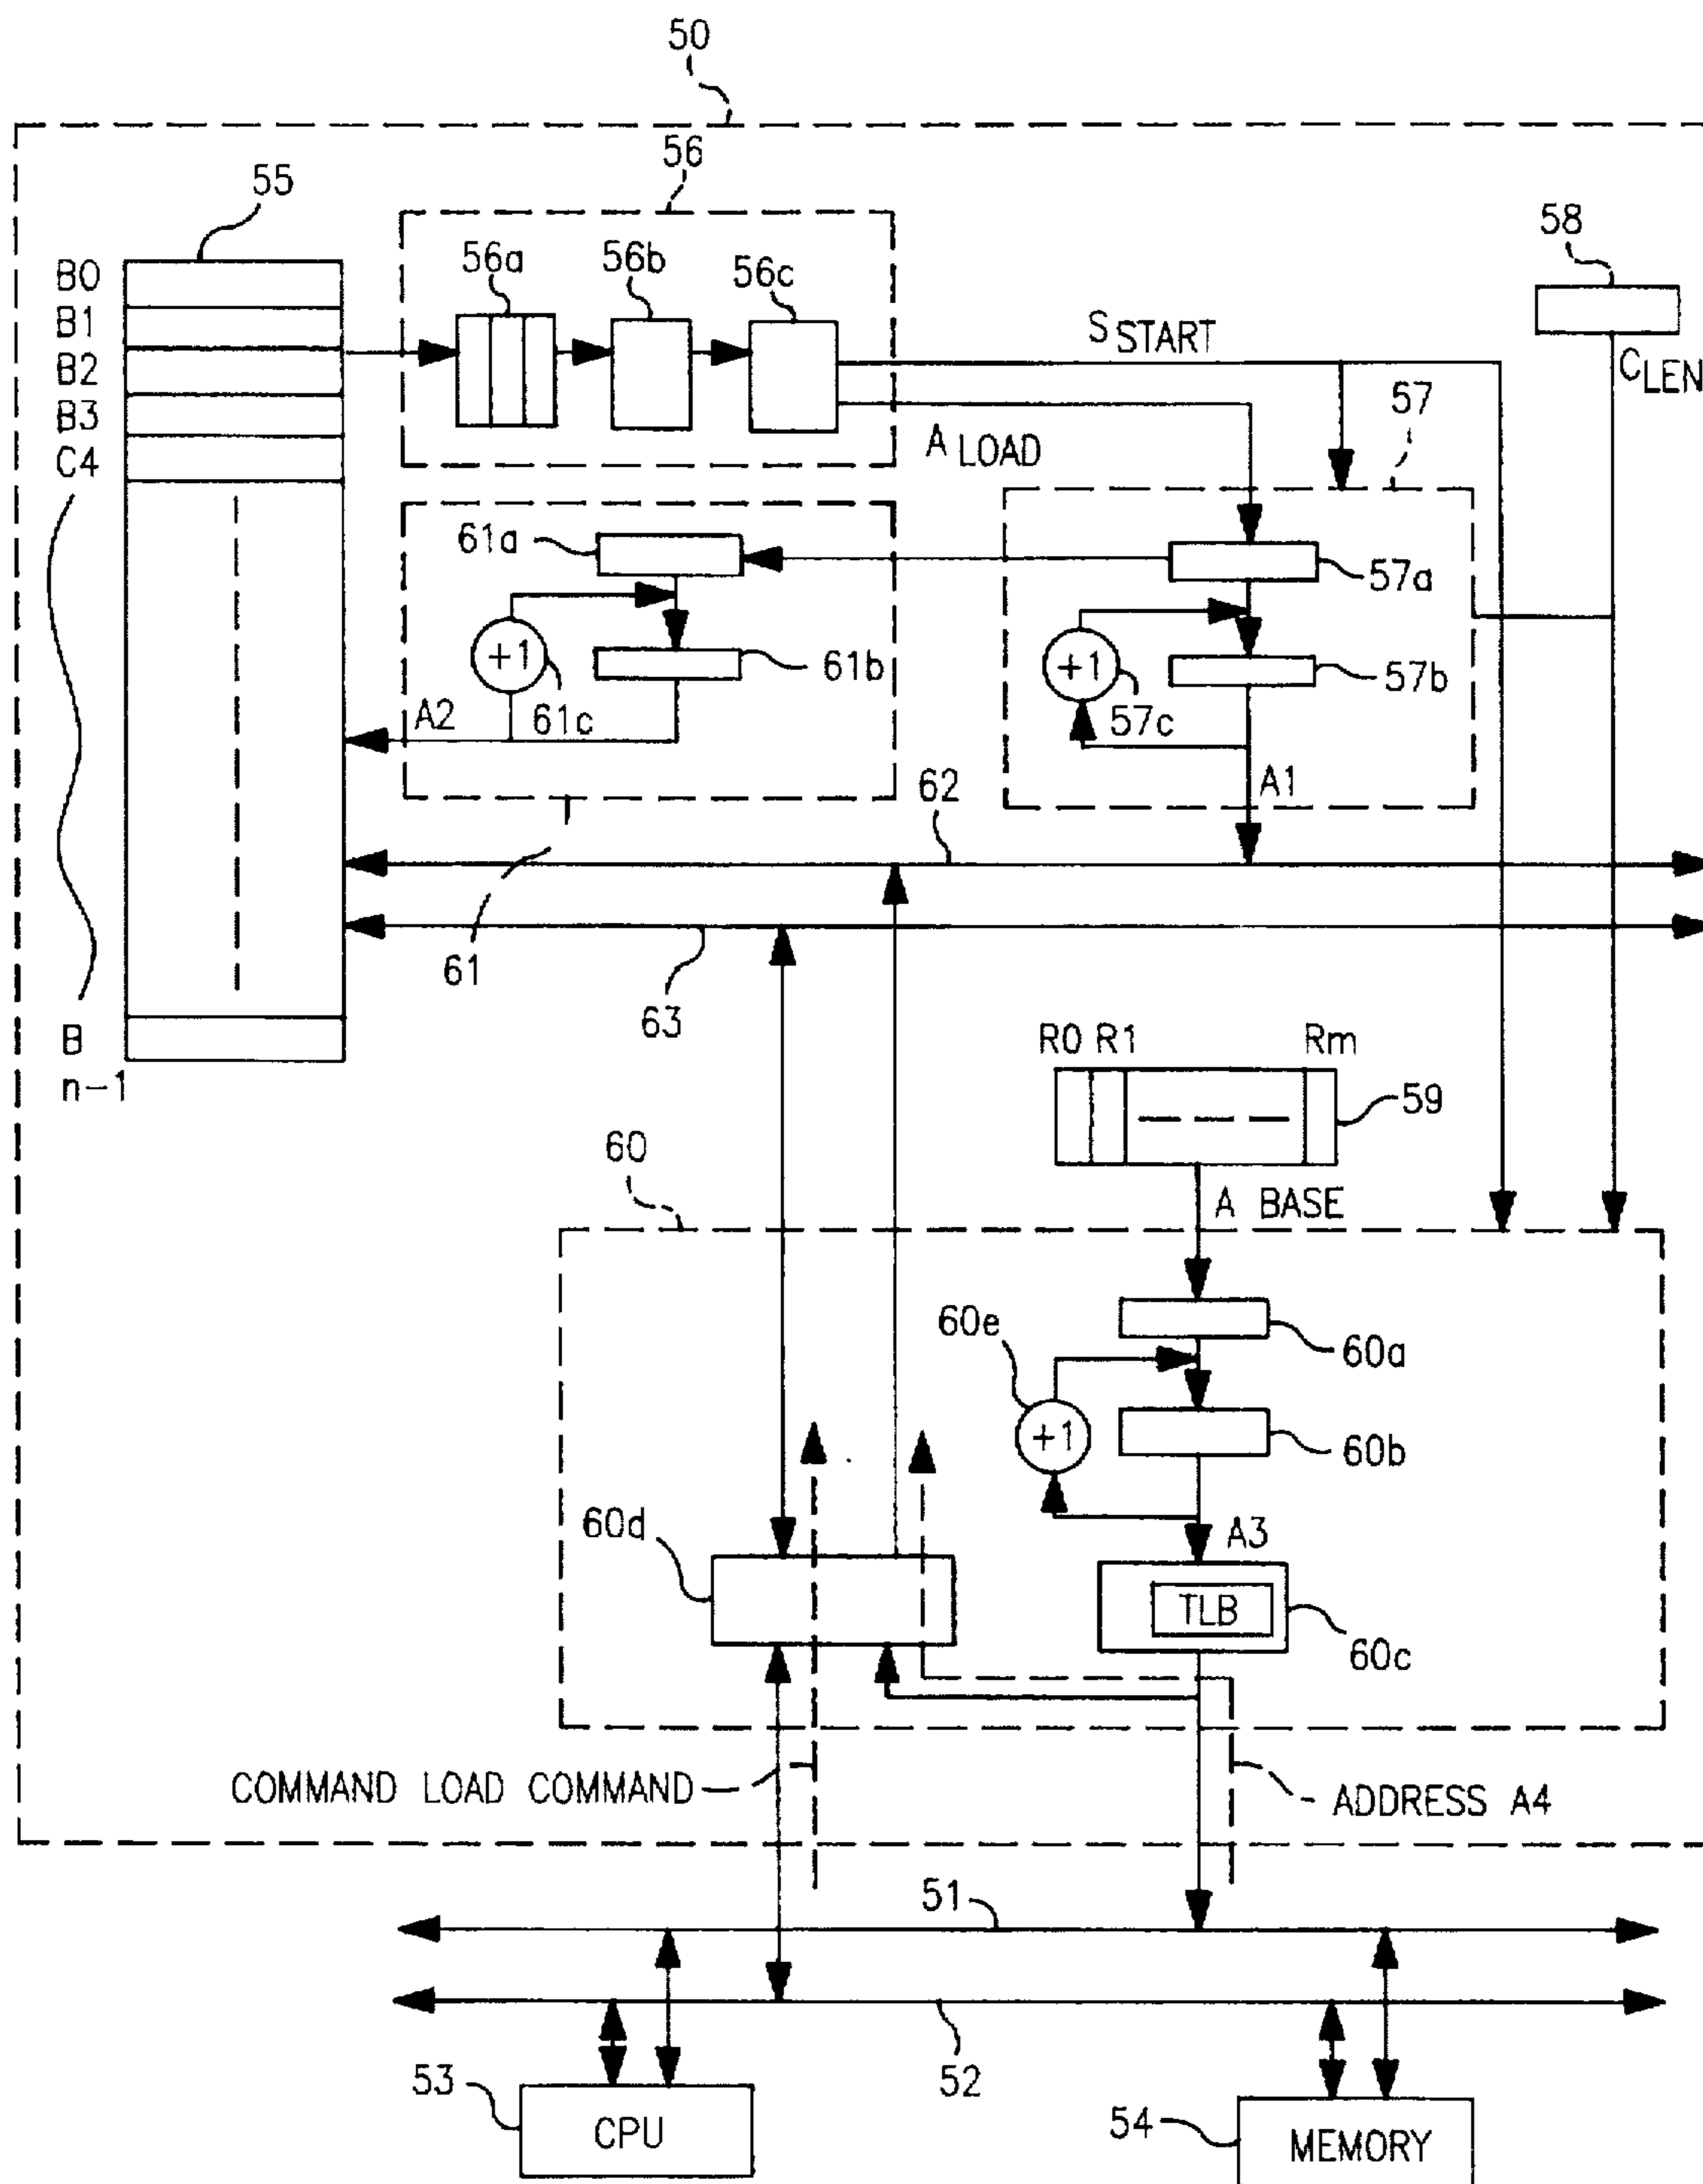 50
56
55
58
56a 56b 56c
B0
B1
B2
B3
C4
S START
C LEN
57
A LOAD
61a
57a
+1
61b
+1
57b
A2
61c
57c
62
A1
61
63
B
n-1
R0 R1 Rm
59
60
A BASE
60e
60a
+1
60b
60d
A3
TLB
60c
COMMAND LOAD COMMAND
ADDRESS A4
51
53
52
54
CPU
MEMORY